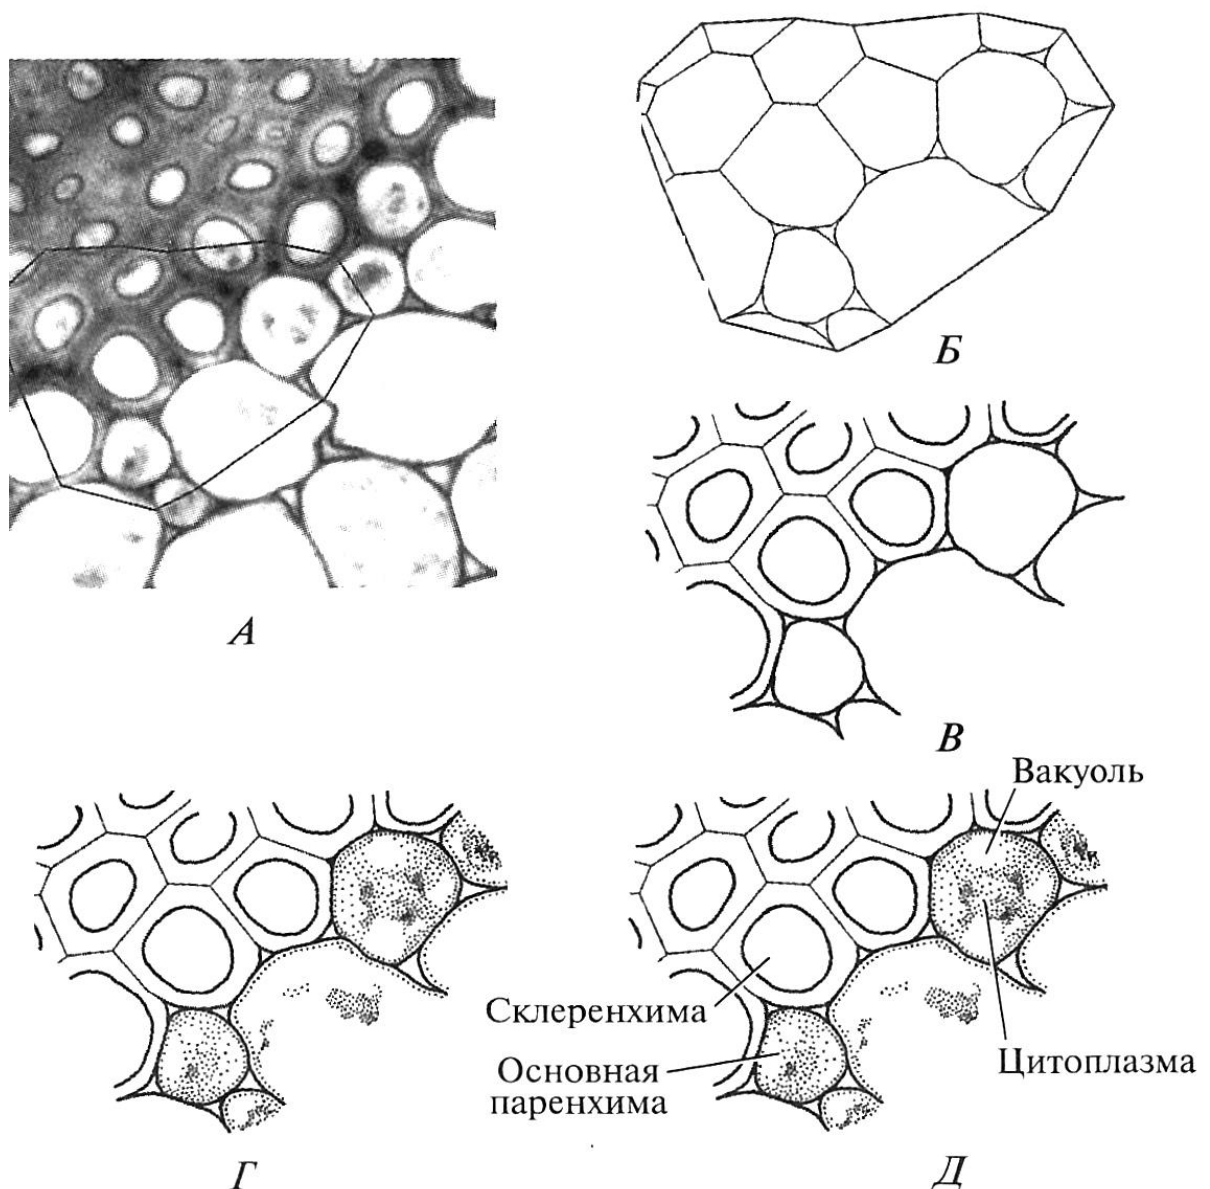 А
Б
В
Вакуоль
Склеренхима
Основная
паренхима
Цитоплазма
Г
Д